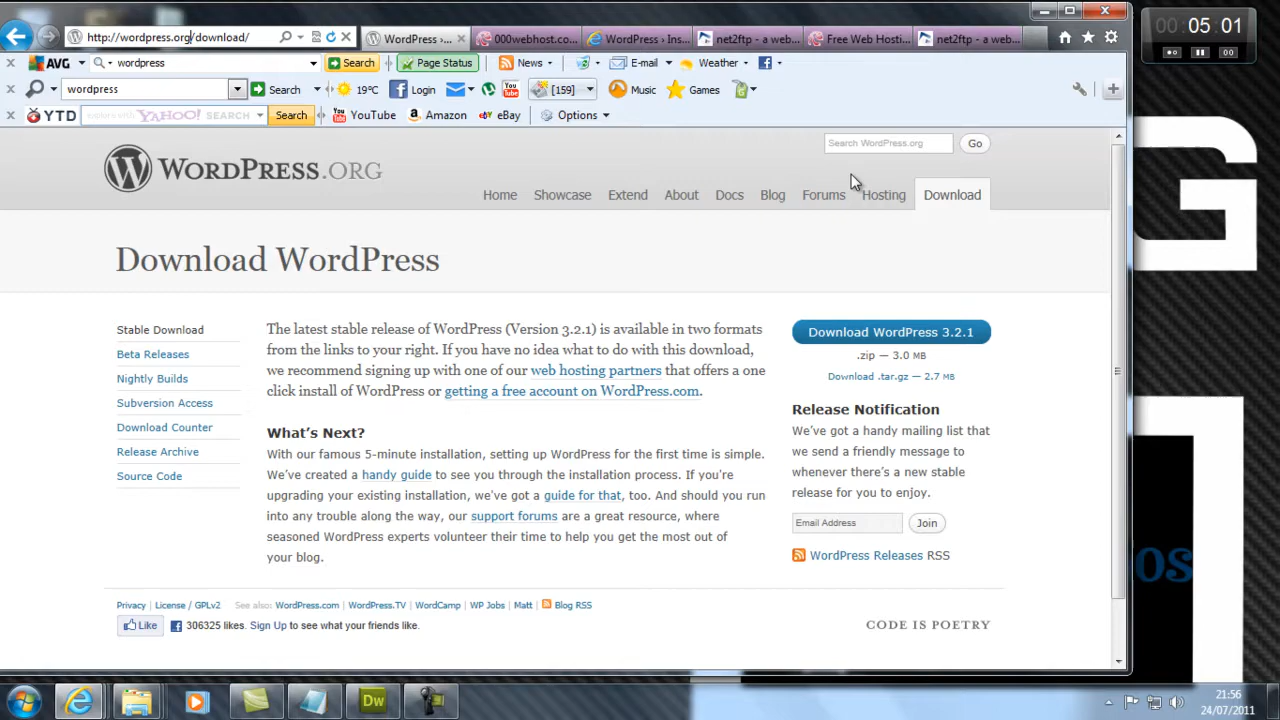 http://wordpress.org/download/
WordPress ›...
000webhost.co...
WordPress › Ins...
net2ftp - a web...
Free Web Hosti...
net2ftp - a web...
00:05:01
AVG
wordpress
Search
Page Status
News
E-mail
Weather
wordpress
Search
19°C
Login
[159]
Music
Games
YTD
YAHOO! SEARCH
Search
YouTube
Amazon
eBay
Options
WORDPRESS.ORG
Search WordPress.org
Go
Home
Showcase
Extend
About
Docs
Blog
Forums
Hosting
Download
Download WordPress
Stable Download
Beta Releases
Nightly Builds
Subversion Access
Download Counter
Release Archive
Source Code
The latest stable release of WordPress (Version 3.2.1) is available in two formats
from the links to your right. If you have no idea what to do with this download,
we recommend signing up with one of our web hosting partners that offers a one
click install of WordPress or getting a free account on WordPress.com.
What's Next?
With our famous 5-minute installation, setting up WordPress for the first time is simple.
We've created a handy guide to see you through the installation process. If you're
upgrading your existing installation, we've got a guide for that, too. And should you run
into any trouble along the way, our support forums are a great resource, where
seasoned WordPress experts volunteer their time to help you get the most out of
your blog.
Download WordPress 3.2.1
.zip — 3.0 MB
Download .tar.gz — 2.7 MB
Release Notification
We've got a handy mailing list that
we send a friendly message to
whenever there's a new stable
release for you to enjoy.
Email Address
Join
WordPress Releases RSS
Privacy | License / GPLv2 See also: WordPress.com | WordPress.TV | WordCamp | WP Jobs | Matt | Blog RSS
Like
306325 likes. Sign Up to see what your friends like.
CODE IS POETRY
Dw
21:56
24/07/2011